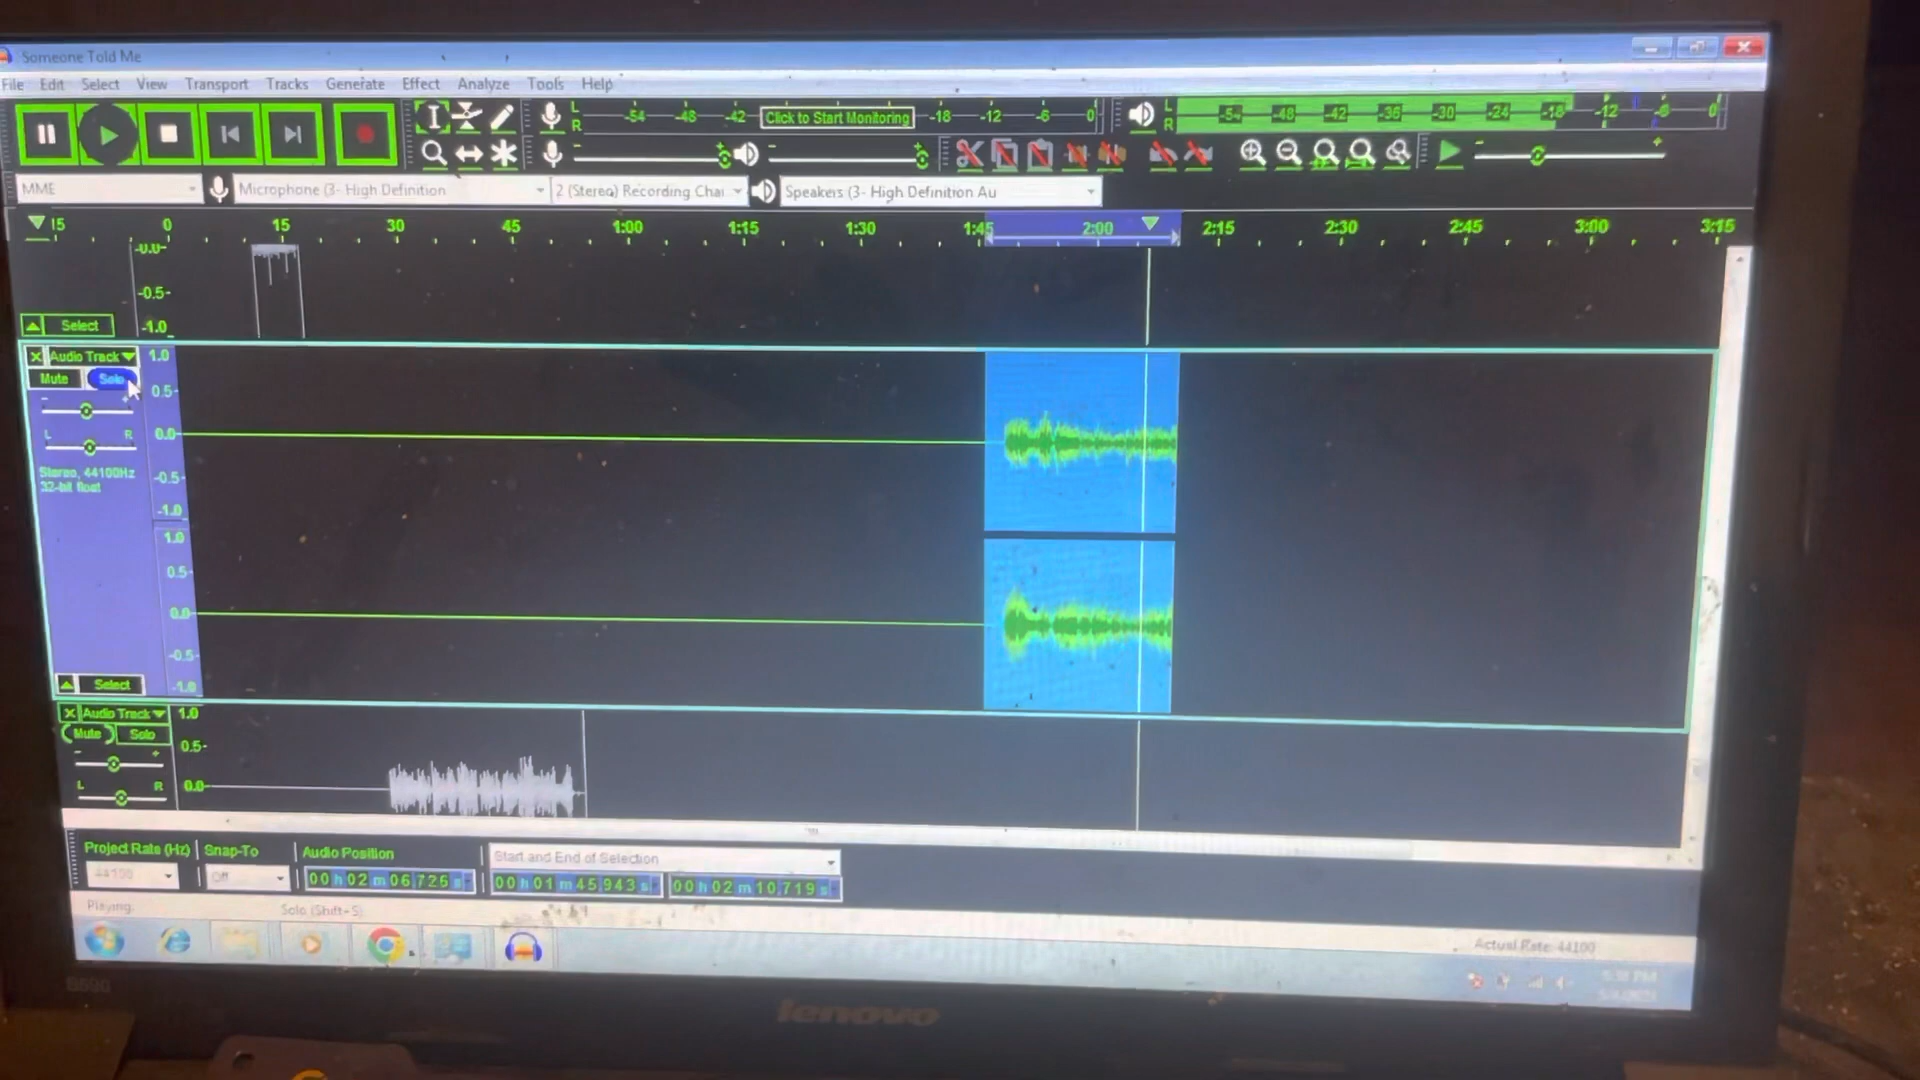 Someone Told Me
File Edit Select View Transport Tracks Generate Effect Analyze Tools Help
L R -54 -48 -42 Click to Start Monitoring -18 -12 -6 0 L R -54 -48 -42 -36 -30 -24 -18 -12 -6 0
MME Microphone (3- High Definition 2 (Stereo) Recording Chai Speakers (3- High Definition Au
15 0 15 30 45 1:00 1:15 1:30 1:45 2:00 2:15 2:30 2:45 3:00 3:15
-0.0-
-0.5-
Select -1.0
Audio Track 1.0
Mute Solo 0.5-
L R 0.0-
Stereo, 44100Hz -0.5-
32-bit float
-1.0
1.0
0.5-
0.0-
-0.5-
Select -1.0
Audio Track 1.0
Mute Solo 0.5-
L R 0.0-
Project Rate (Hz) Snap-To Audio Position Start and End of Selection
44100 Off 00 h 02 m 06.726 s 00 h 01 m 45.943 s 00 h 02 m 10.719 s
Playing. Solo (Shift+S) Actual Rate: 44100
lenovo